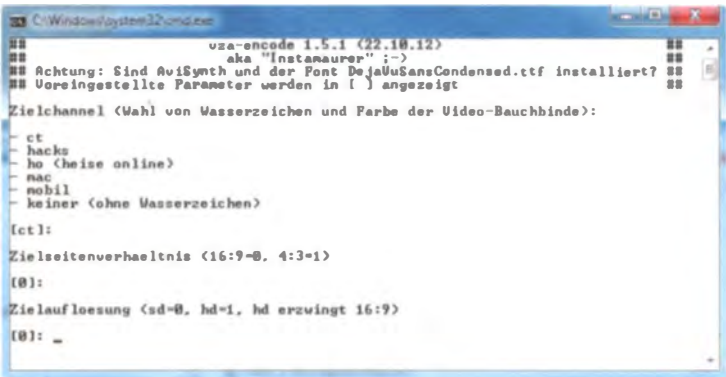 C:\Windows\system32\cmd.exe
## vza-encode 1.5.1 (22.10.12) ##
## aka "Instamaurer" ;-) ##
## Achtung: Sind AviSynth und der Font DejaVuSansCondensed.ttf installiert? ##
## Voreingestellte Parameter werden in [ ] angezeigt ##
Zielchannel (Wahl von Wasserzeichen und Farbe der Video-Bauchbinde):
- ct
- hacks
- ho (heise online)
- mac
- mobil
- keiner (ohne Wasserzeichen)
[ct]:
Zielseitenverhaeltnis (16:9=0, 4:3=1)
[0]:
Zielaufloesung (sd=0, hd=1, hd erzwingt 16:9)
[0]: _